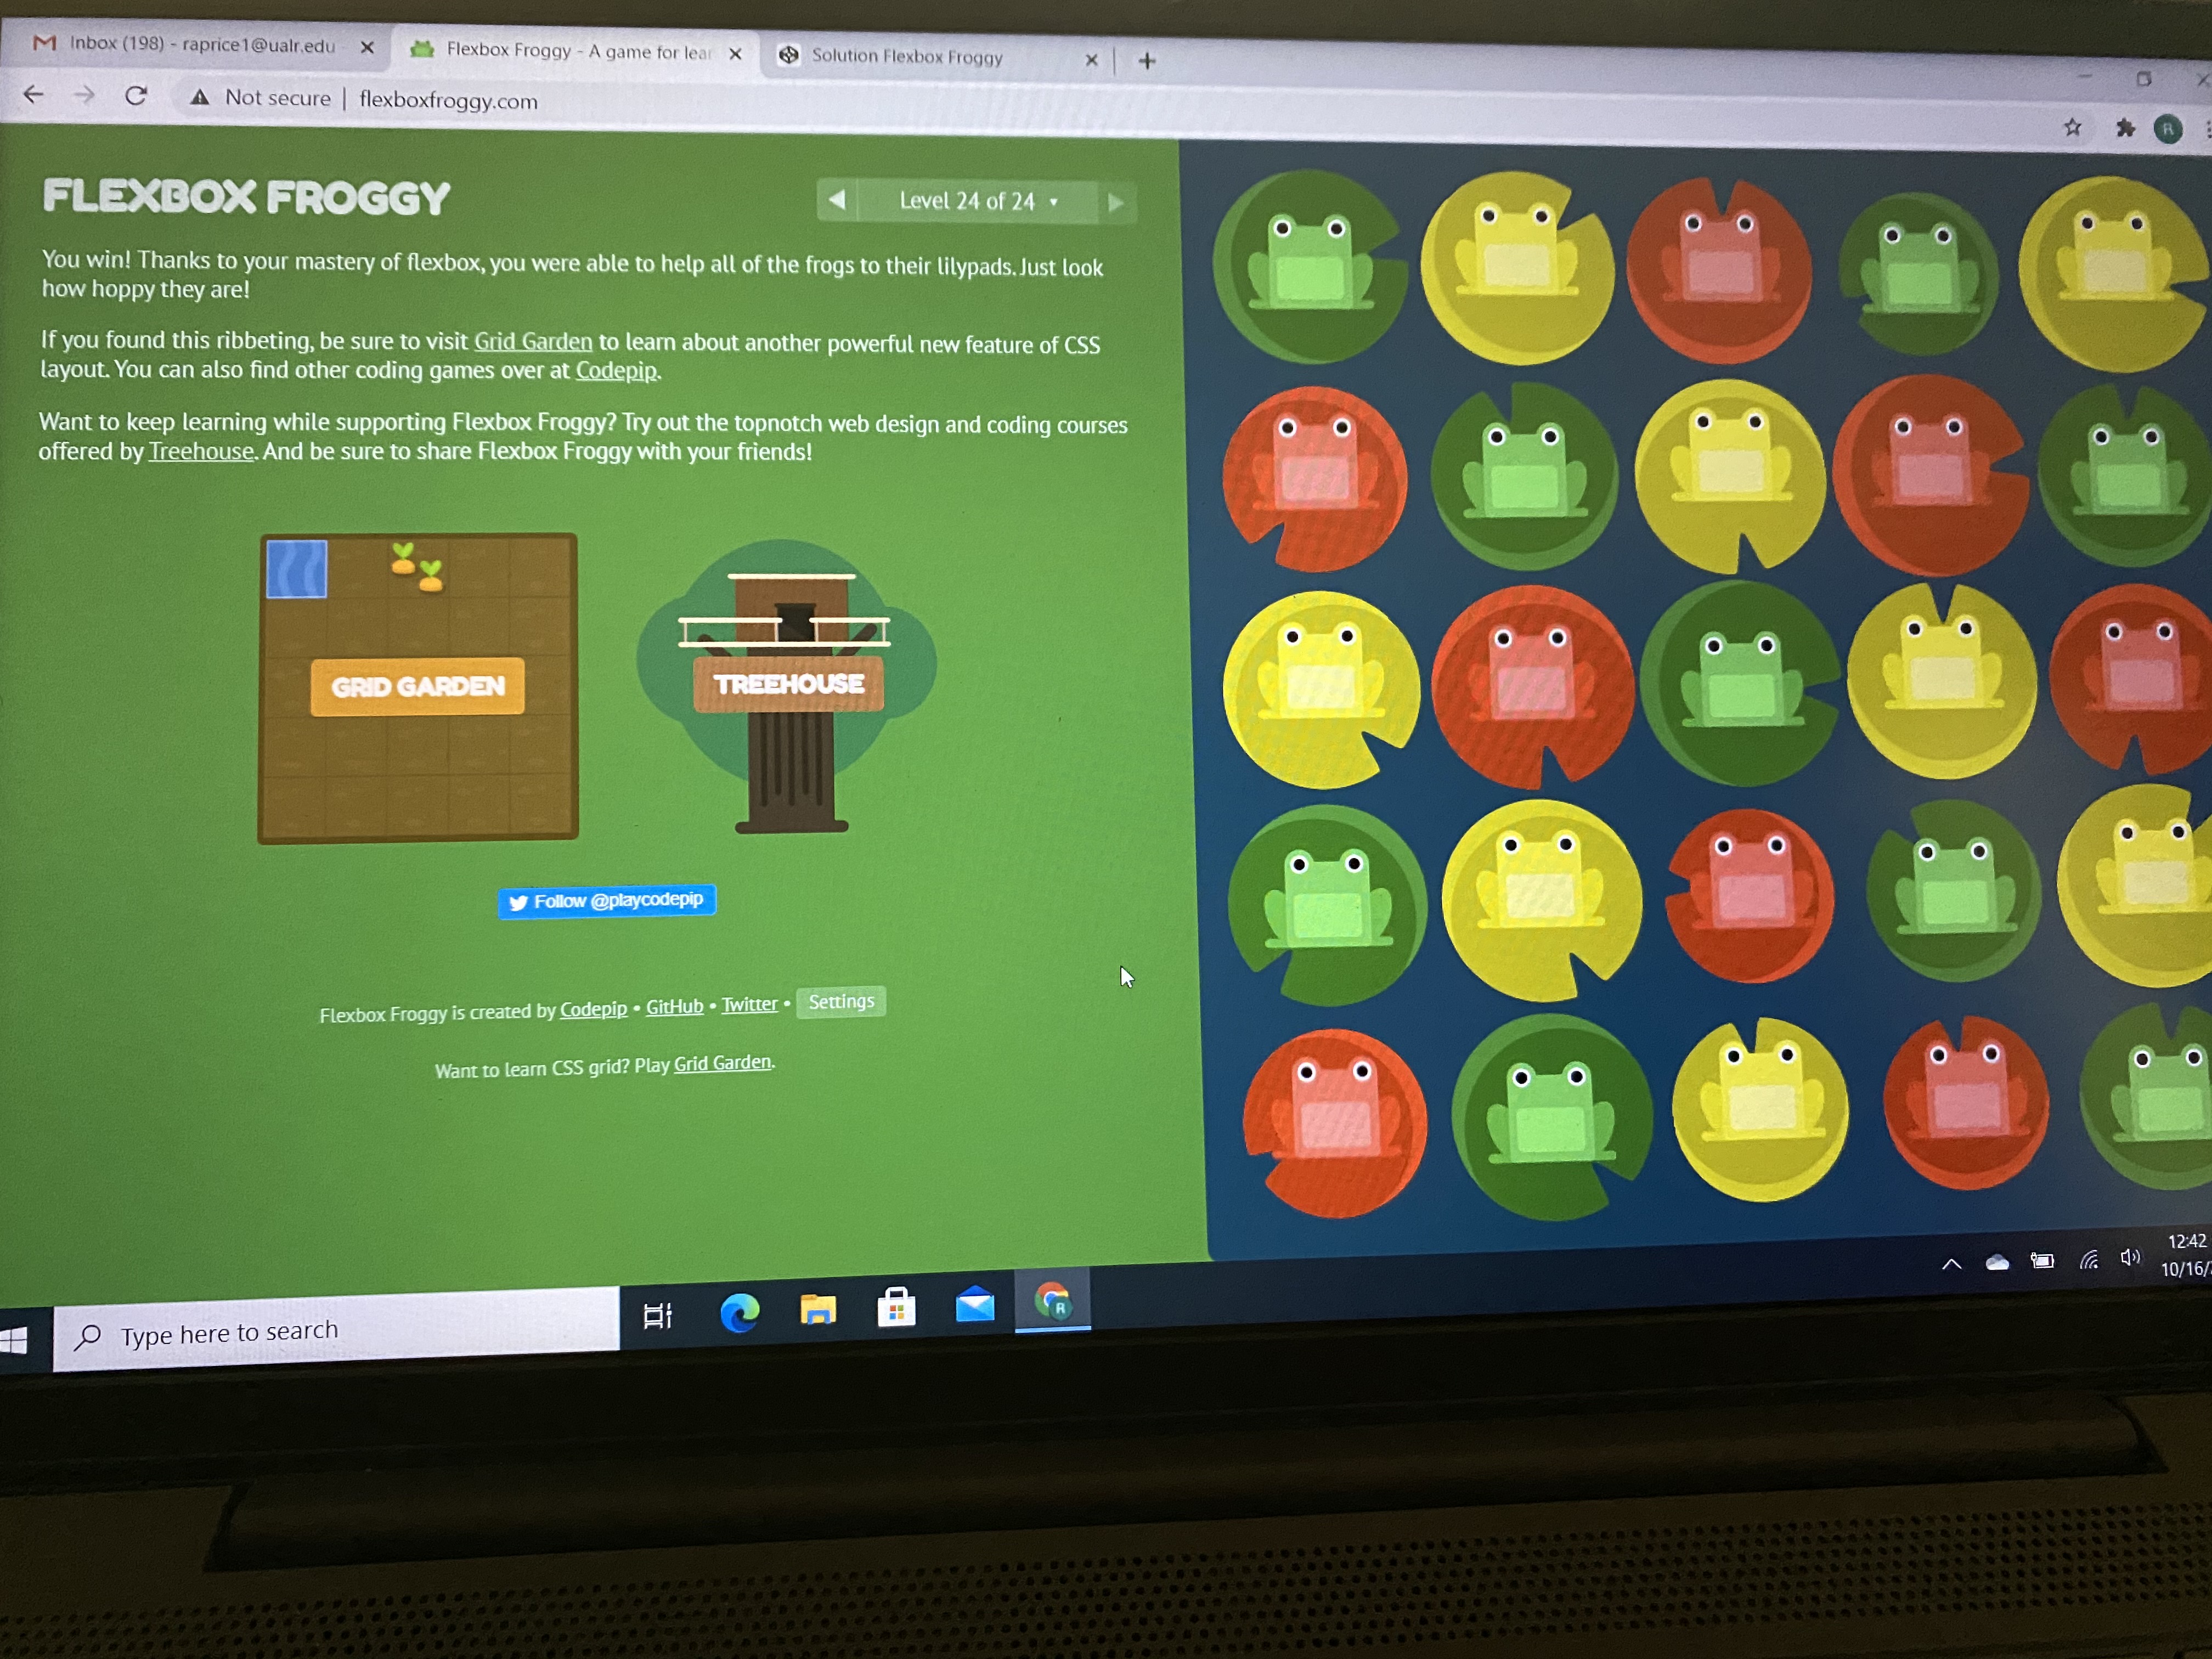 Inbox (198) - raprice1@ualr.edu
Flexbox Froggy - A game for lear
Solution Flexbox Froggy
Not secure | flexboxfroggy.com
R
FLEXBOX FROGGY
Level 24 of 24
You win! Thanks to your mastery of flexbox, you were able to help all of the frogs to their lilypads. Just look
how hoppy they are!
If you found this ribbeting, be sure to visit Grid Garden to learn about another powerful new feature of CSS
layout. You can also find other coding games over at Codepip.
Want to keep learning while supporting Flexbox Froggy? Try out the topnotch web design and coding courses
offered by Treehouse. And be sure to share Flexbox Froggy with your friends!
GRID GARDEN
TREEHOUSE
Follow @playcodepip
Flexbox Froggy is created by Codepip • GitHub • Twitter • Settings
Want to learn CSS grid? Play Grid Garden.
Type here to search
R
12:42
10/16/